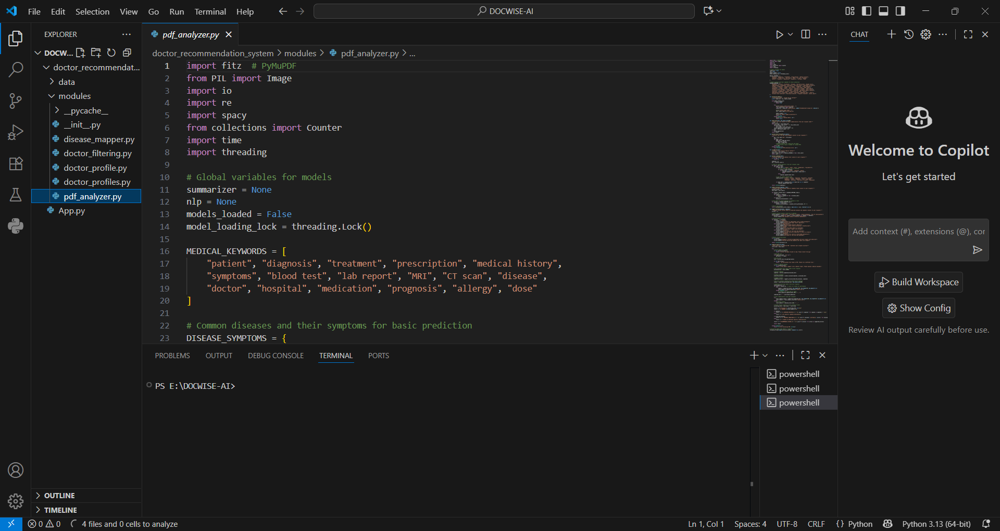 File Edit Selection View Go Run Terminal Help
DOCWISE-AI
EXPLORER
DOCW...
doctor_recommendat...
data
modules
__pycache__
__init__.py
disease_mapper.py
doctor_filtering.py
doctor_profile.py
doctor_profiles.py
pdf_analyzer.py
App.py
OUTLINE
TIMELINE
pdf_analyzer.py
doctor_recommendation_system > modules > pdf_analyzer.py > ...
1 import fitz  # PyMuPDF
2 from PIL import Image
3 import io
4 import re
5 import spacy
6 from collections import Counter
7 import time
8 import threading
9
10 # Global variables for models
11 summarizer = None
12 nlp = None
13 models_loaded = False
14 model_loading_lock = threading.Lock()
15
16 MEDICAL_KEYWORDS = [
17     "patient", "diagnosis", "treatment", "prescription", "medical history",
18     "symptoms", "blood test", "lab report", "MRI", "CT scan", "disease",
19     "doctor", "hospital", "medication", "prognosis", "allergy", "dose"
20 ]
21
22 # Common diseases and their symptoms for basic prediction
23 DISEASE_SYMPTOMS = {
PROBLEMS OUTPUT DEBUG CONSOLE TERMINAL PORTS
PS E:\DOCWISE-AI>
powershell
powershell
powershell
CHAT
Welcome to Copilot
Let's get started
Add context (#), extensions (@), cor
Build Workspace
Show Config
Review AI output carefully before use.
0 0 4 files and 0 cells to analyze
Ln 1, Col 1 Spaces: 4 UTF-8 CRLF {} Python Python 3.13 (64-bit)